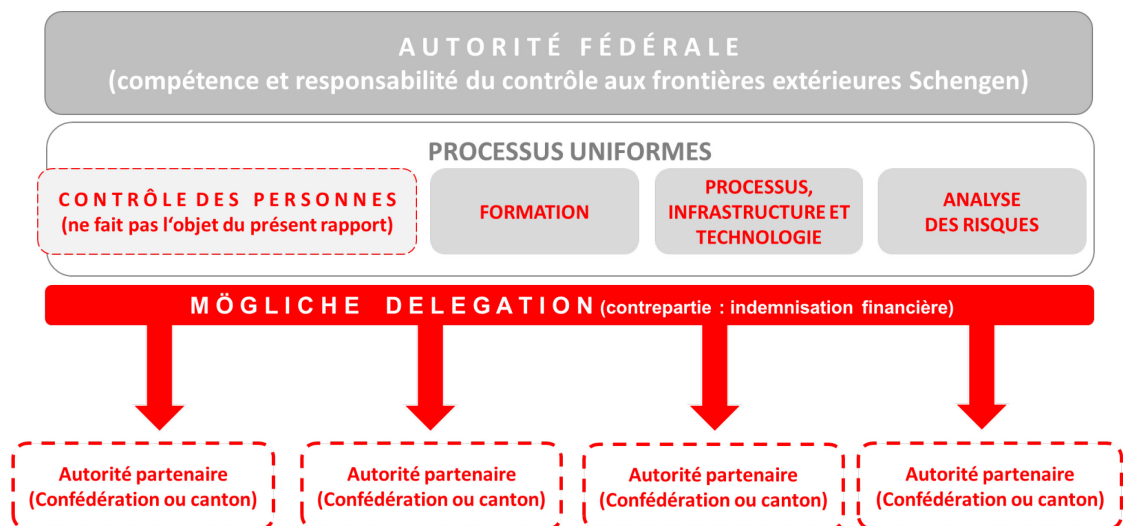 AUTORITÉ FÉDÉRALE
(compétence et responsabilité du contrôle aux frontières extérieures Schengen)
PROCESSUS UNIFORMES
CONTRÔLE DES PERSONNES
(ne fait pas l'objet du présent rapport)
FORMATION
PROCESSUS,
INFRASTRUCTURE ET
TECHNOLOGIE
ANALYSE
DES RISQUES
MÖGLICHE DELEGATION (contrepartie : indemnisation financière)
Autorité partenaire
(Confédération ou canton)
Autorité partenaire
(Confédération ou canton)
Autorité partenaire
(Confédération ou canton)
Autorité partenaire
(Confédération ou canton)